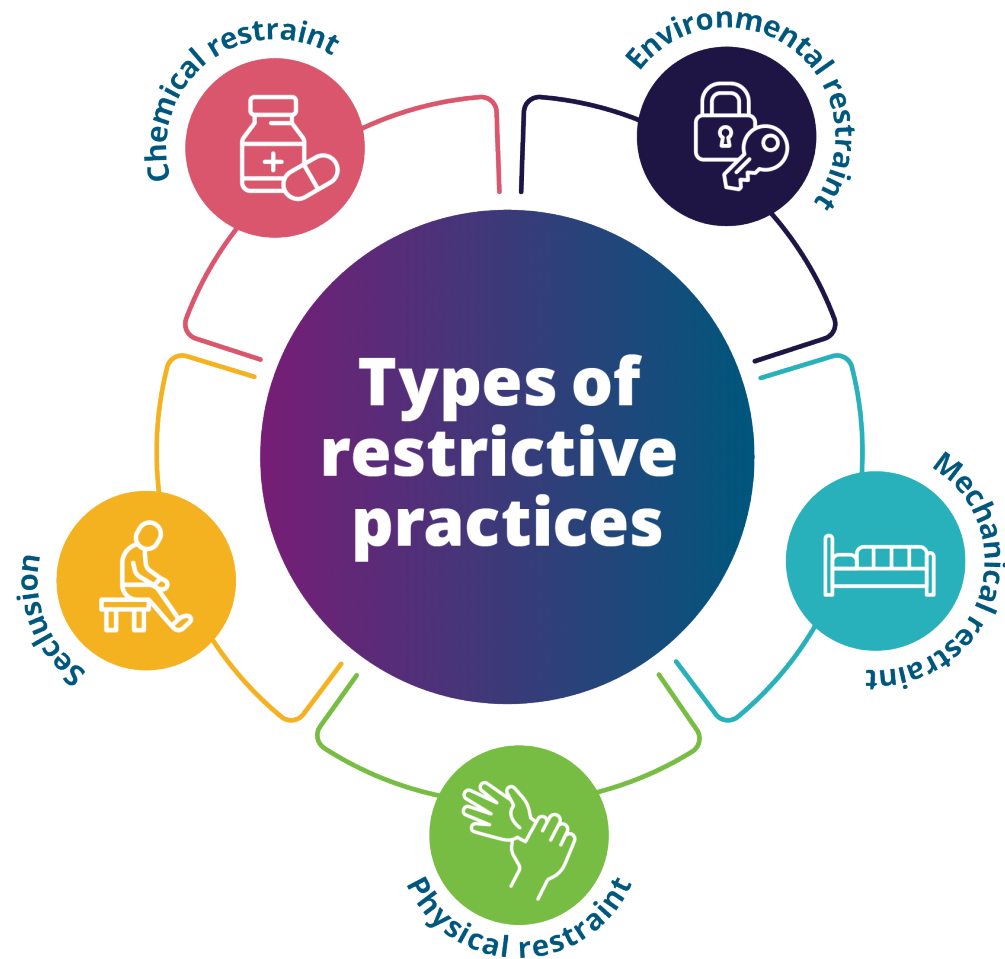 Chemical restraint
Environmental restraint
Types of
restrictive
practices
Mechanical restraint
Seclusion
Physical restraint